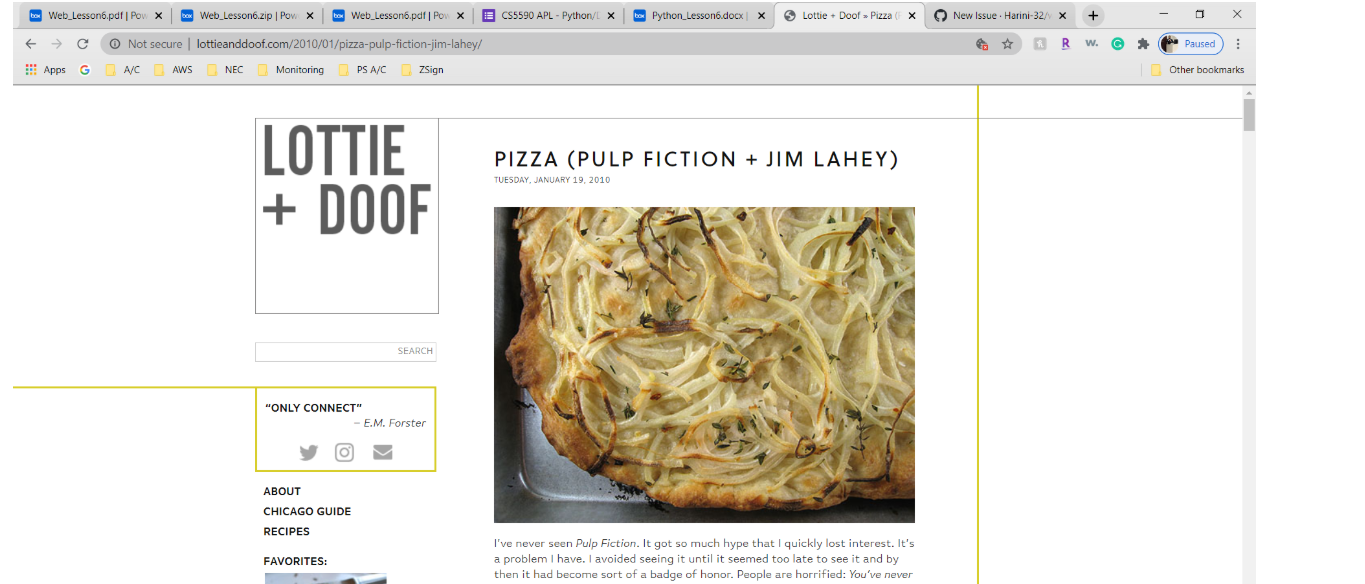 Web_Lesson6.pdf | Pow
Web_Lesson6.zip | Pow
Web_Lesson6.pdf | Pow
CS5590 APL - Python/D
Python_Lesson6.docx |
Lottie + Doof » Pizza (P
New Issue · Harini-32/
Not secure | lottieanddoof.com/2010/01/pizza-pulp-fiction-jim-lahey/
Paused
Apps
A/C
AWS
NEC
Monitoring
PS A/C
ZSign
Other bookmarks
LOTTIE
+ DOOF
SEARCH
“ONLY CONNECT”
– E.M. Forster
ABOUT
CHICAGO GUIDE
RECIPES
FAVORITES:
PIZZA (PULP FICTION + JIM LAHEY)
TUESDAY, JANUARY 19, 2010
I've never seen Pulp Fiction. It got so much hype that I quickly lost interest. It's
a problem I have. I avoided seeing it until it seemed too late to see it and by
then it had become sort of a badge of honor. People are horrified: You've never